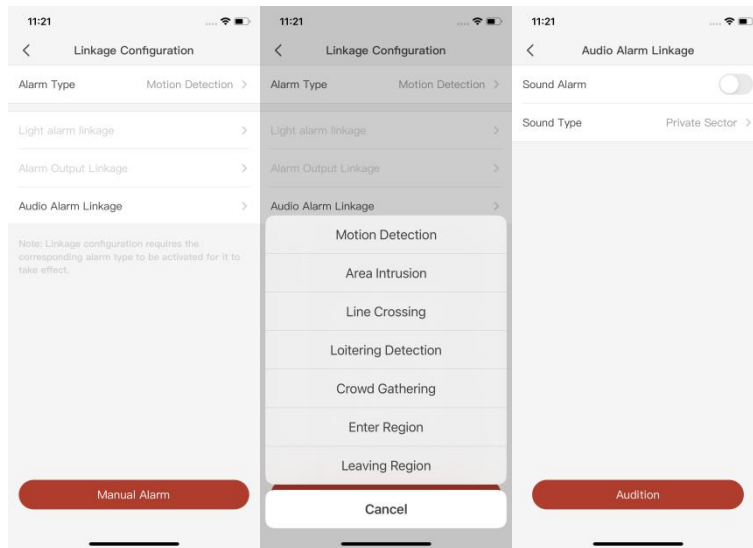 11:21
Linkage Configuration
Alarm Type
Motion Detection
Light alarm linkage
Alarm Output Linkage
Audio Alarm Linkage
Note: Linkage configuration requires the
corresponding alarm type to be activated for it to
take effect.
Manual Alarm
11:21
Linkage Configuration
Alarm Type
Motion Detection
Light alarm linkage
Alarm Output Linkage
Audio Alarm Linkage
Motion Detection
Area Intrusion
Line Crossing
Loitering Detection
Crowd Gathering
Enter Region
Leaving Region
Cancel
11:21
Audio Alarm Linkage
Sound Alarm
Sound Type
Private Sector
Audition